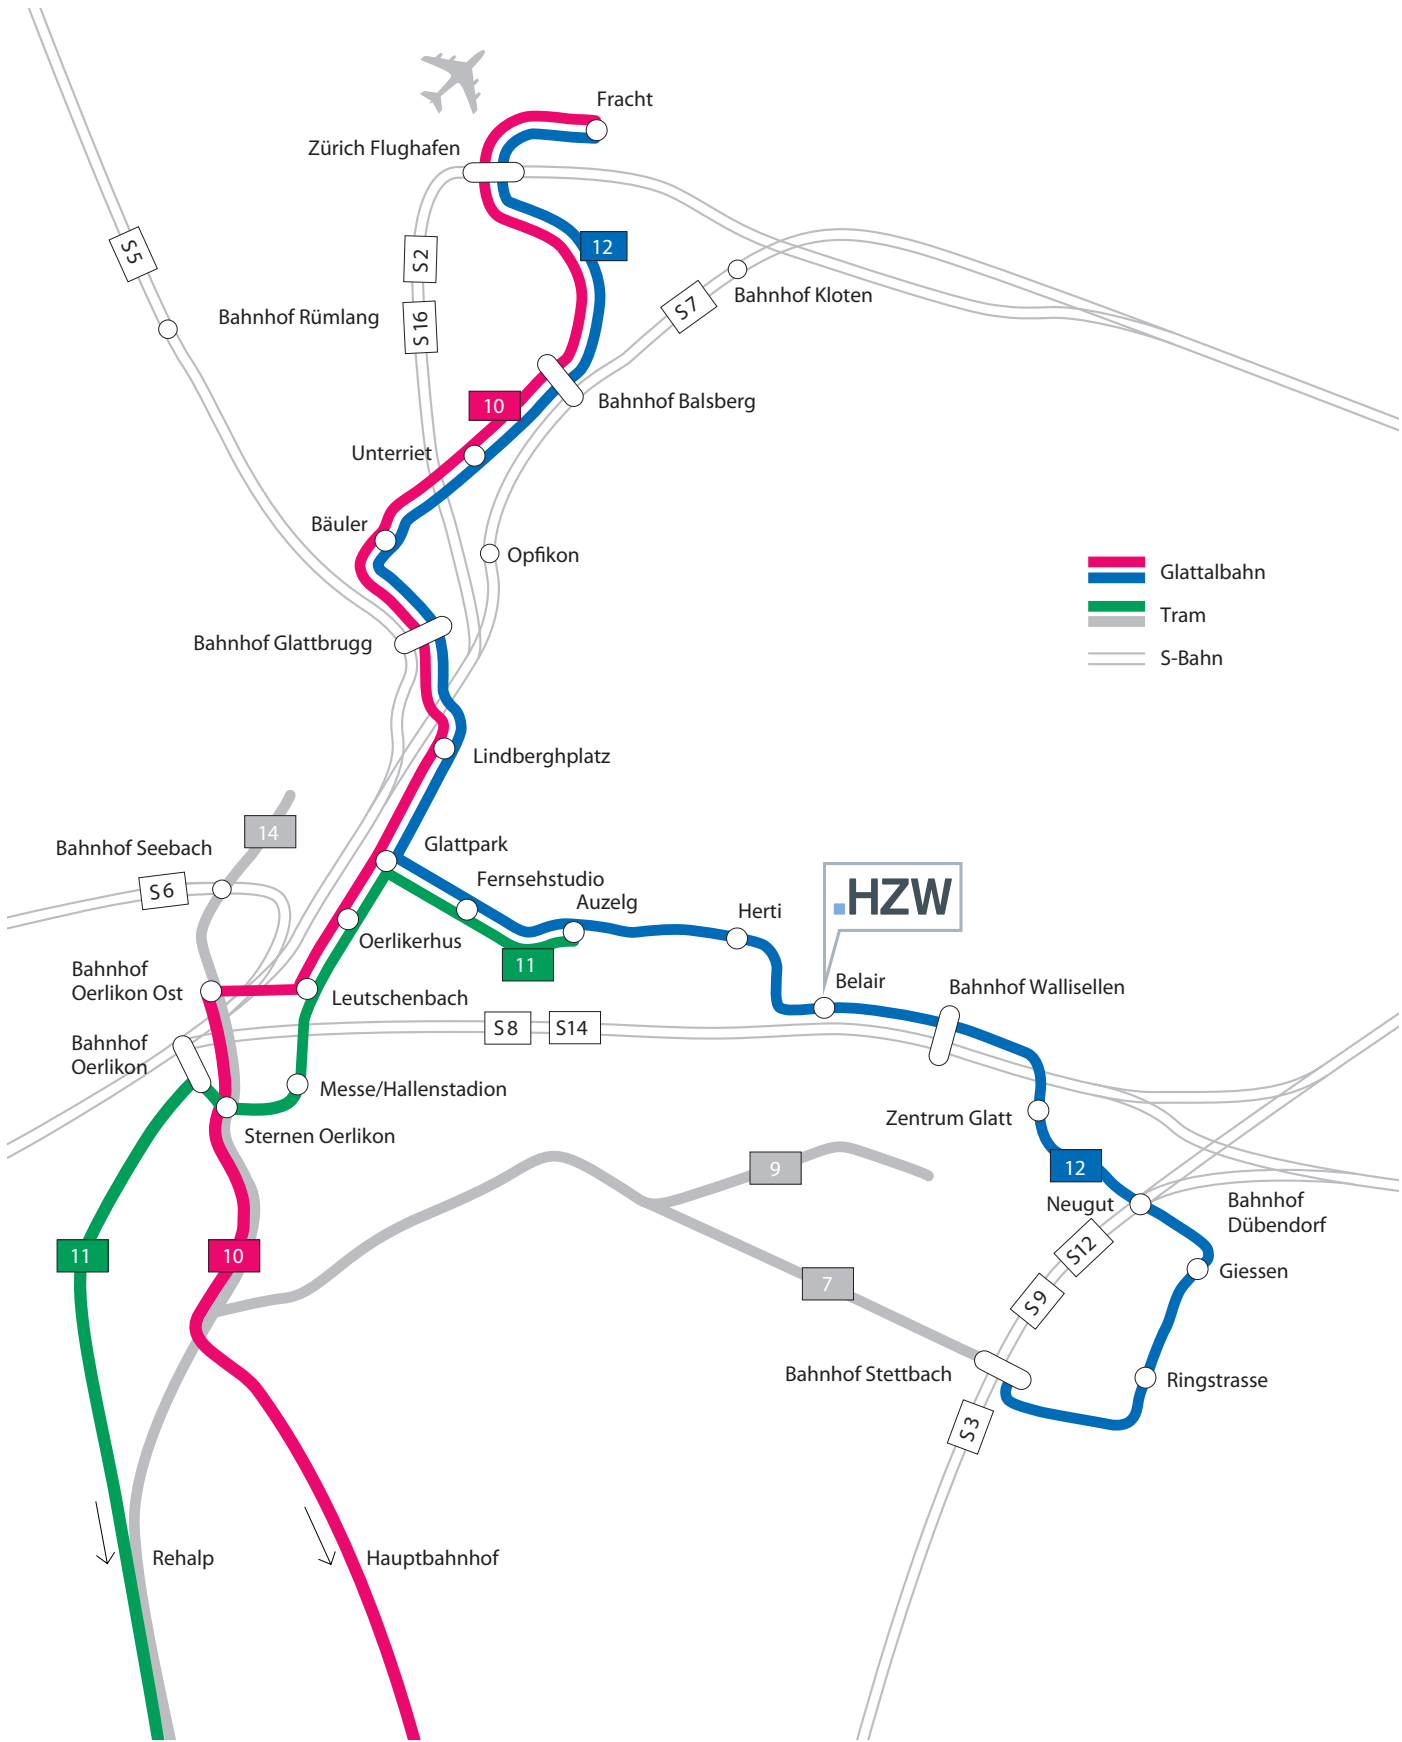 Fracht
Zürich Flughafen
12
S5
S2
Bahnhof Kloten
S7
Bahnhof Rümlang
S16
10
Bahnhof Balsberg
Unterriet
Bäuler
Opfikon
Glattalbahn
Tram
S-Bahn
Bahnhof Glattbrugg
Lindberghplatz
14
Bahnhof Seebach
Glattpark
S6
Fernsehstudio
Auzelg
Herti
.HZW
Oerlikerhus
11
Bahnhof
Oerlikon Ost
Leutschenbach
Belair
Bahnhof Wallisellen
S8
S14
Bahnhof
Oerlikon
Messe/Hallenstadion
Zentrum Glatt
Sternen Oerlikon
9
12
Neugut
Bahnhof
Dübendorf
11
10
S12
Giessen
7
S9
Bahnhof Stettbach
Ringstrasse
S3
Rehalp
Hauptbahnhof